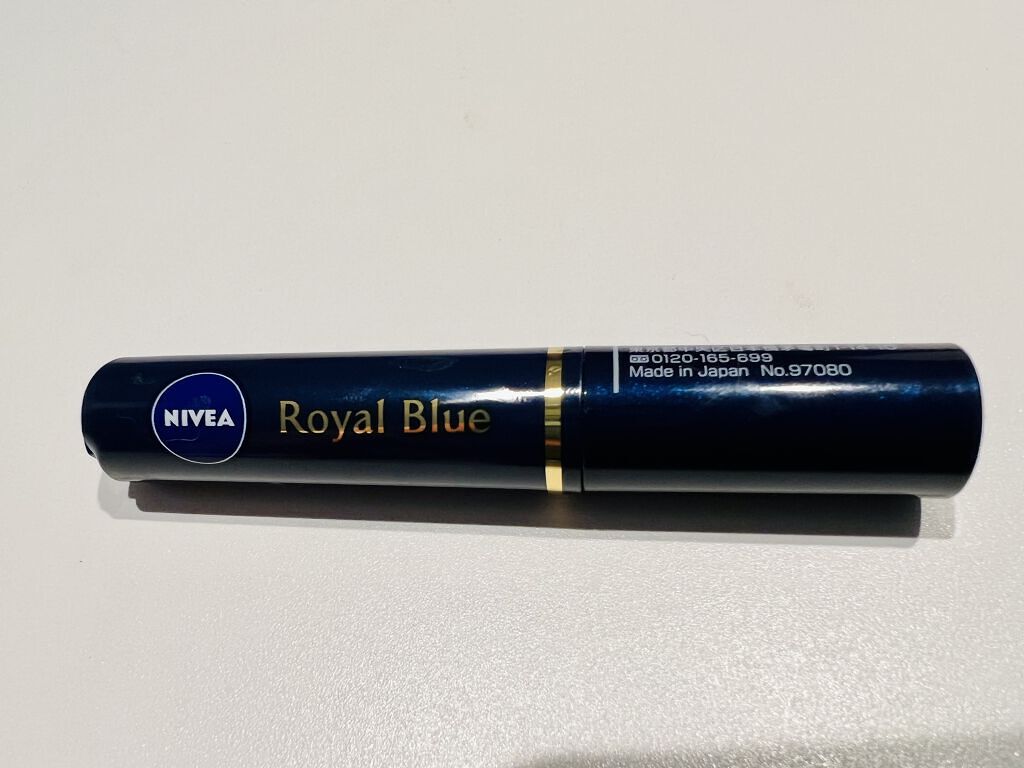 NIVEA
Royal Blue
0120-165-699
Made in Japan No.97080